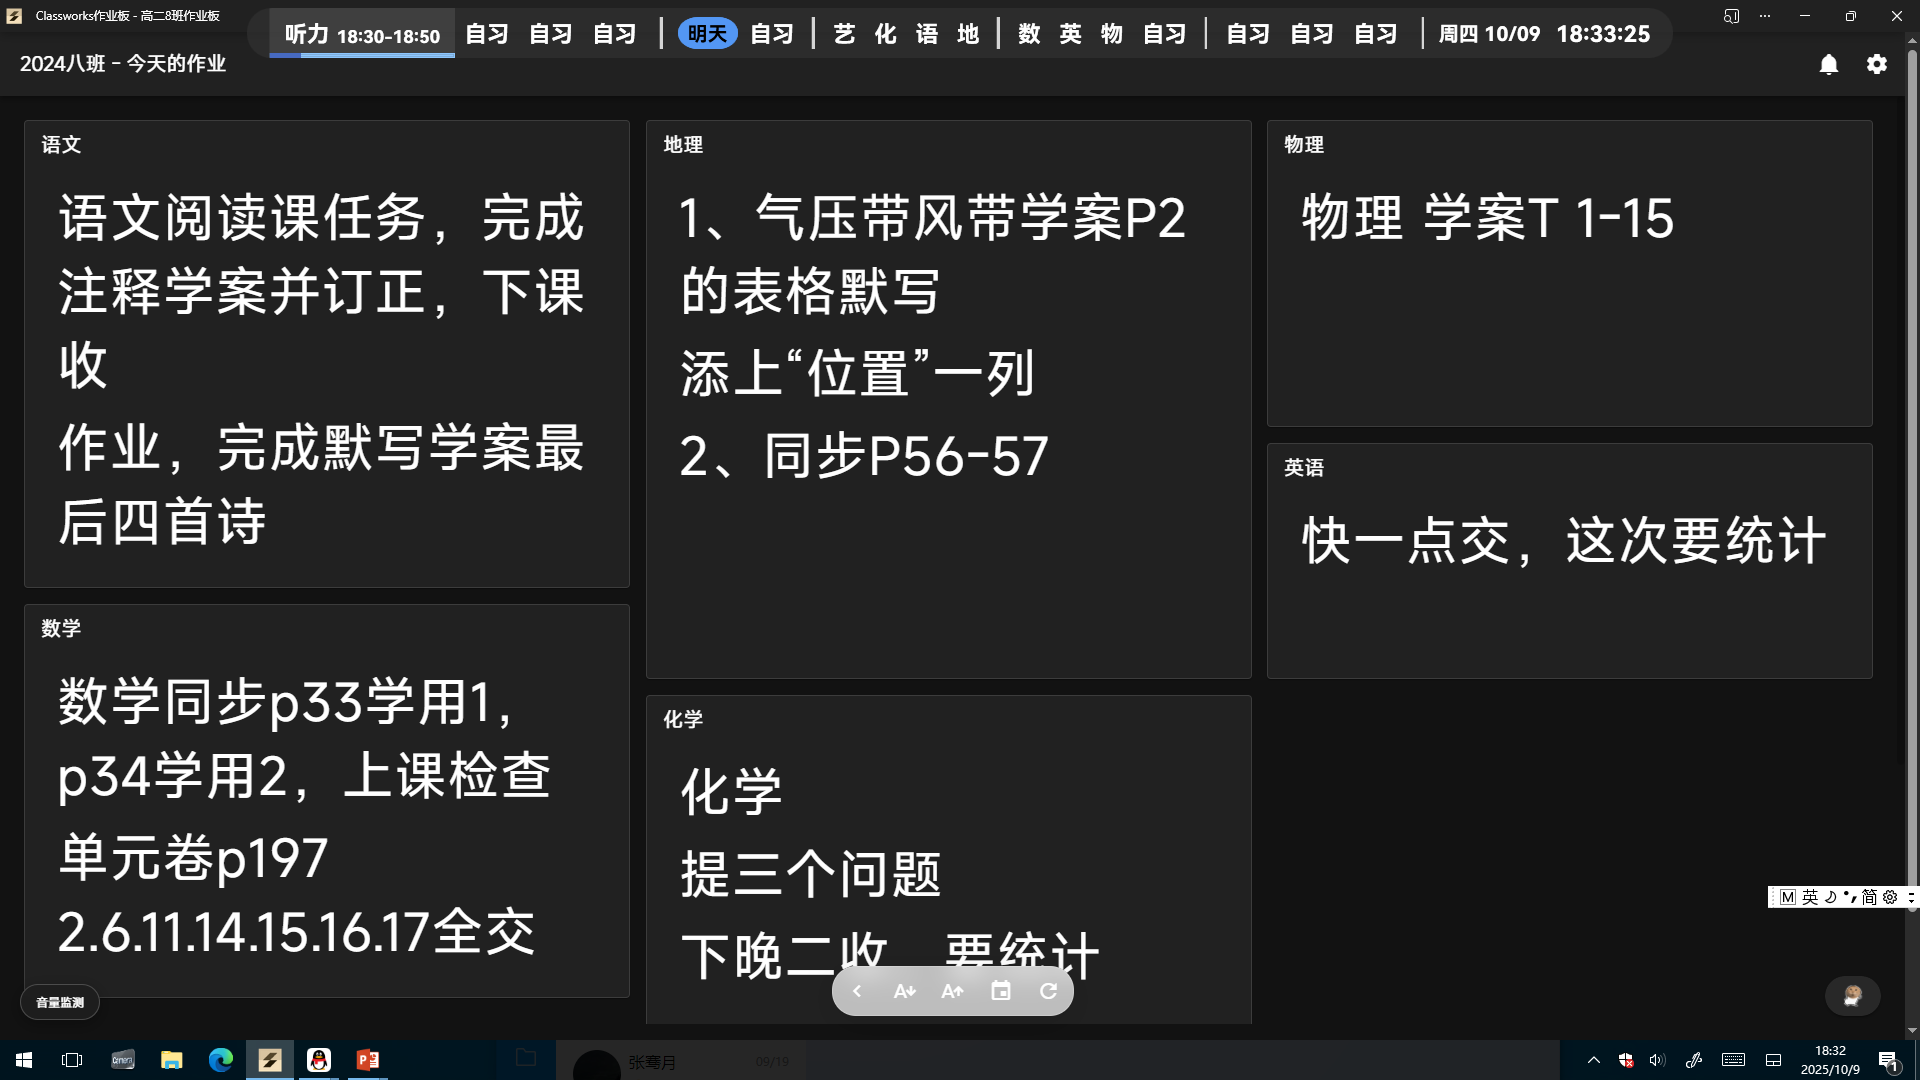 Classworks作业板 - 高二8班作业板
听力 18:30-18:50 自习 自习 自习 | 明天 自习 | 艺 化 语 地 | 数 英 物 自习 | 自习 自习 自习 | 周四 10/09 18:33:25
2024八班 - 今天的作业
语文
语文阅读课任务，完成
注释学案并订正，下课
收
作业，完成默写学案最
后四首诗
数学
数学同步p33学用1，
p34学用2，上课检查
单元卷p197
2.6.11.14.15.16.17全交
地理
1、气压带风带学案P2
的表格默写
添上“位置”一列
2、同步P56-57
化学
化学
提三个问题
下晚二收，要统计
物理
物理 学案T 1-15
英语
快一点交，这次要统计
M 英 简
音量监测
张骞月 09/19
18:32
2025/10/9
1